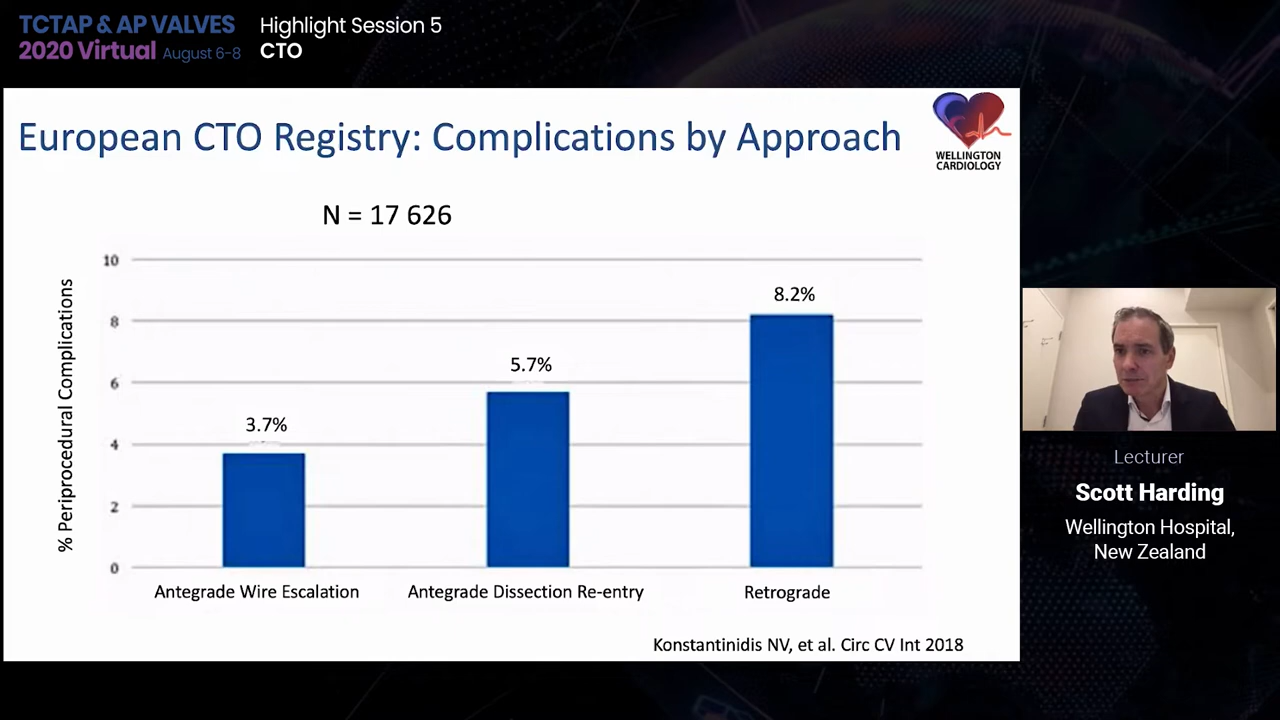 TCTAP & AP VALVES
2020 Virtual August 6-8
Highlight Session 5
CTO
European CTO Registry: Complications by Approach
WELLINGTON
CARDIOLOGY
N = 17 626
% Periprocedural Complications
10
8
6
4
2
0
3.7%
5.7%
8.2%
Antegrade Wire Escalation
Antegrade Dissection Re-entry
Retrograde
Konstantinidis NV, et al. Circ CV Int 2018
Lecturer
Scott Harding
Wellington Hospital,
New Zealand